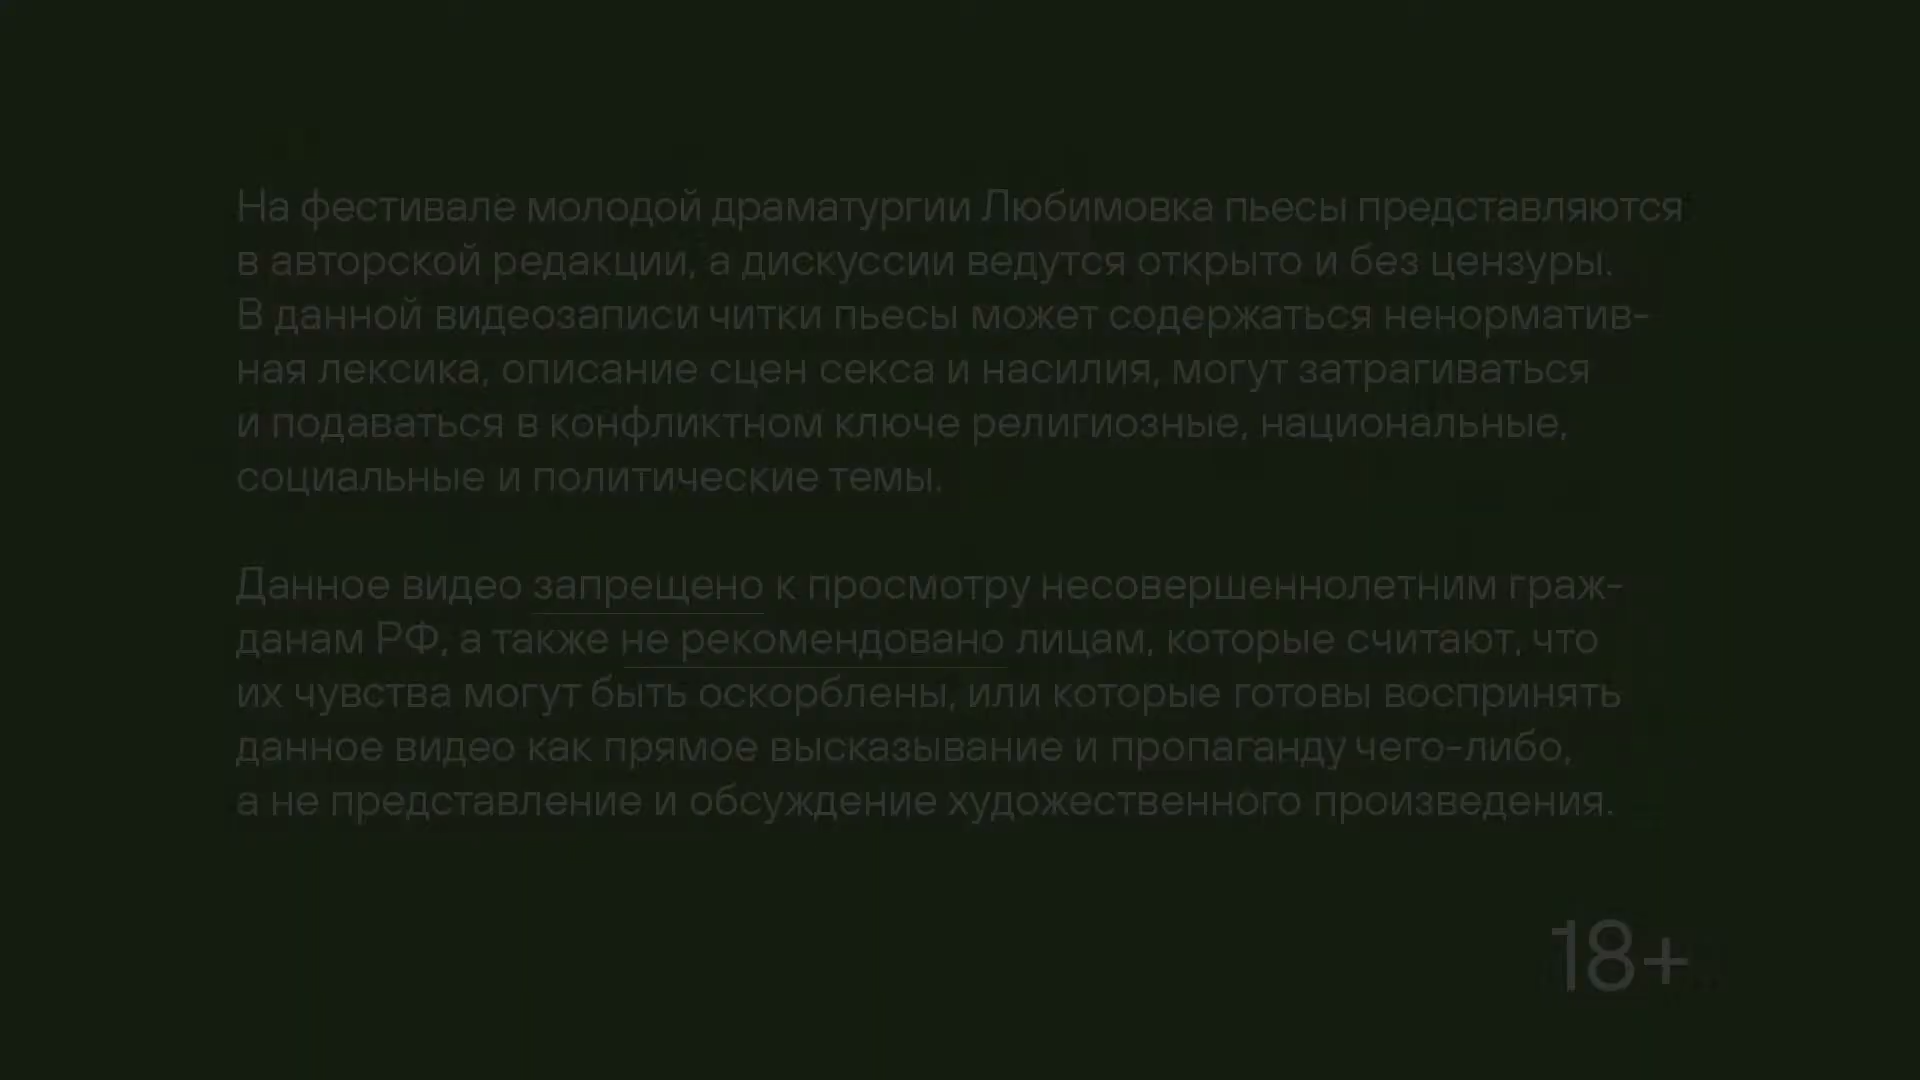 На фестивале молодой драматургии Любимовка пьесы представляются
в авторской редакции, а дискуссии ведутся открыто и без цензуры.
В данной видеозаписи читки пьесы может содержаться ненорматив-
ная лексика, описание сцен секса и насилия, могут затрагиваться
и подаваться в конфликтном ключе религиозные, национальные,
социальные и политические темы.
Данное видео запрещено к просмотру несовершеннолетним граж-
данам РФ, а также не рекомендовано лицам, которые считают, что
их чувства могут быть оскорблены, или которые готовы воспринять
данное видео как прямое высказывание и пропаганду чего-либо,
а не представление и обсуждение художественного произведения.
18+